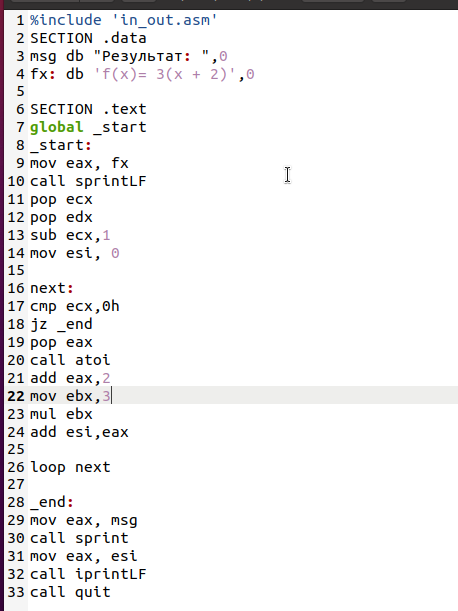 1 %include 'in_out.asm'
2 SECTION .data
3 msg db "Результат: ",0
4 fx: db 'f(x)= 3(x + 2)',0
5
6 SECTION .text
7 global _start
8 _start:
9 mov eax, fx
10 call sprintLF
11 pop ecx
12 pop edx
13 sub ecx,1
14 mov esi, 0
15
16 next:
17 cmp ecx,0h
18 jz _end
19 pop eax
20 call atoi
21 add eax,2
22 mov ebx,3
23 mul ebx
24 add esi,eax
25
26 loop next
27
28 _end:
29 mov eax, msg
30 call sprint
31 mov eax, esi
32 call iprintLF
33 call quit